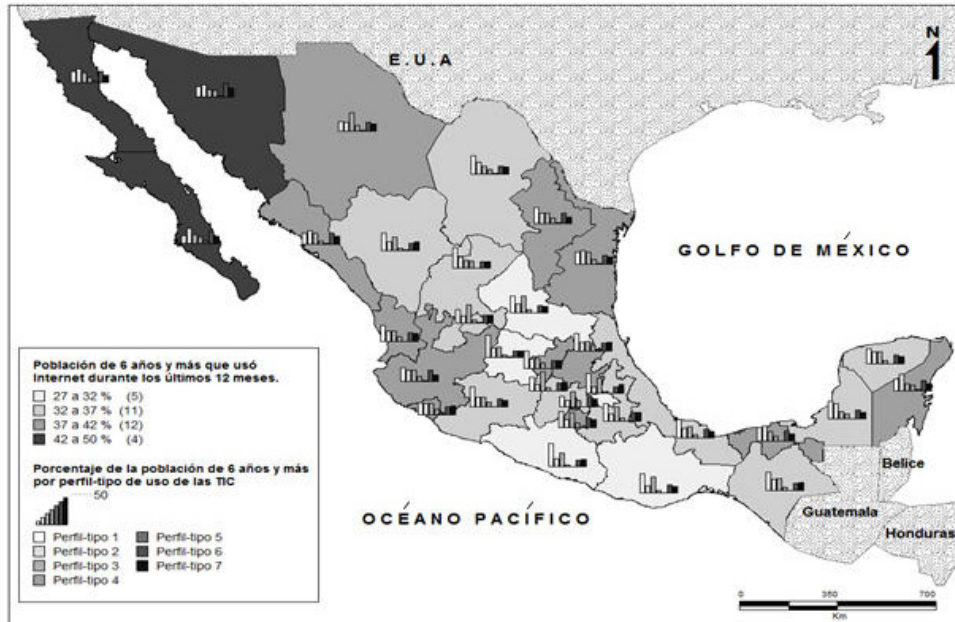 N
E.U.A
GOLFO DE MÉXICO
Población de 6 años y más que usó
Internet durante los últimos 12 meses.
27 a 32 % (5)
32 a 37 % (11)
37 a 42 % (12)
42 a 50 % (4)
Porcentaje de la población de 6 años y más
por perfil-tipo de uso de las TIC
50
Perfil-tipo 1
Perfil-tipo 2
Perfil-tipo 3
Perfil-tipo 4
Perfil-tipo 5
Perfil-tipo 6
Perfil-tipo 7
OCÉANO PACÍFICO
Belice
Guatemala
Honduras
0 350 700
Km